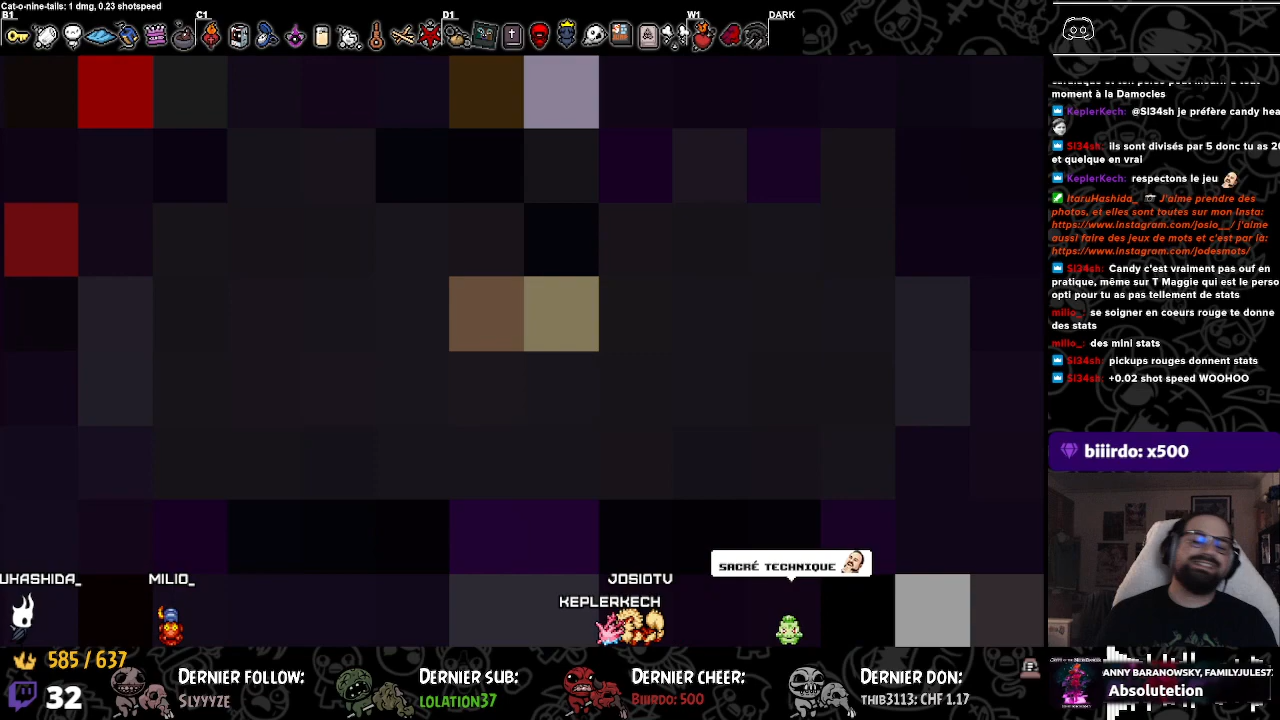 Cat-o-nine-tails: 1 dmg, 0.23 shotspeed
B1 C1 D1 W1 DARK
moment à la Damocles
KeplerKech: @Sl34sh je préfère candy hea
Sl34sh: ils sont divisés par 5 donc tu as 20
et quelque en vrai
KeplerKech: respectons le jeu
ItaruHashida_ J'aime prendre des
photos, et elles sont toutes sur mon Insta:
https://www.instagram.com/josio__/ j'aime
aussi faire des jeux de mots et c'est par là:
https://www.instagram.com/jodesmots/
Sl34sh: Candy c'est vraiment pas ouf en
pratique, même sur T Maggie qui est le perso
opti pour tu as pas tellement de stats
milio_: se soigner en coeurs rouge te donne
des stats
milio_: des mini stats
Sl34sh: pickups rouges donnent stats
Sl34sh: +0.02 shot speed WOOHOO
biiirdo: x500
SACRÉ TECHNIQUE
UHASHIDA_ MILIO_ JOSIOTV
KEPLERKECH
585 / 637
32
DERNIER FOLLOW:
SLYYYZE
DERNIER SUB:
LOLATION37
DERNIER CHEER:
BIIIRDO: 500
DERNIER DON:
THIB3113: CHF 1.17
ANNY BARANOWSKY, FAMILYJULES7
Absolutetion